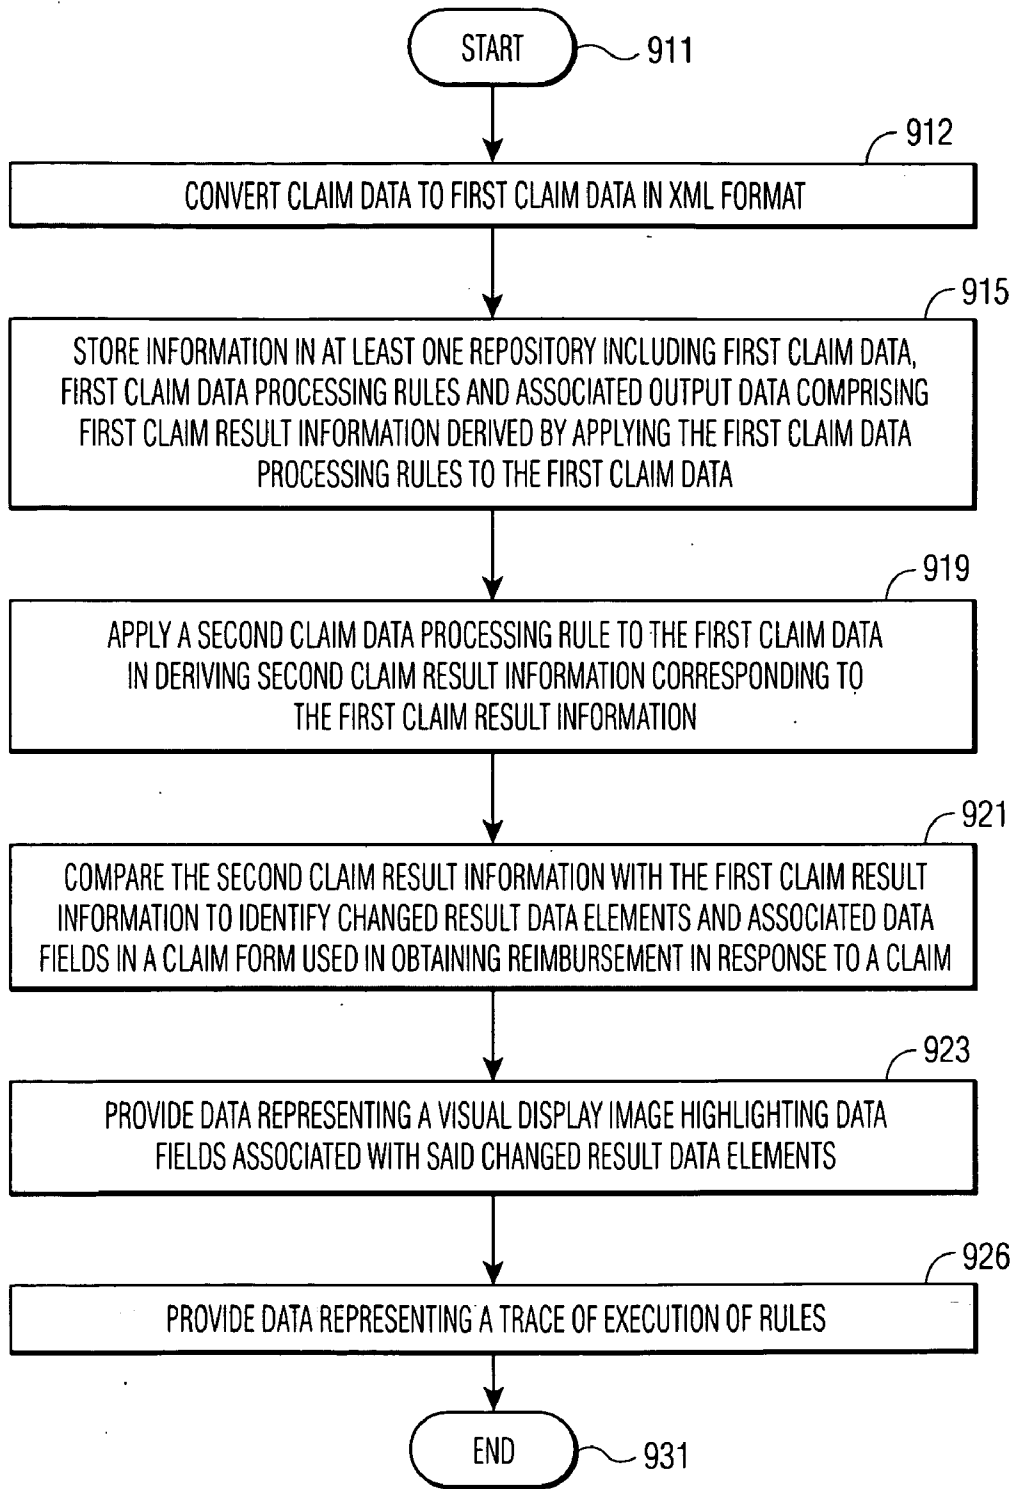 START
911
912
CONVERT CLAIM DATA TO FIRST CLAIM DATA IN XML FORMAT
915
STORE INFORMATION IN AT LEAST ONE REPOSITORY INCLUDING FIRST CLAIM DATA,
FIRST CLAIM DATA PROCESSING RULES AND ASSOCIATED OUTPUT DATA COMPRISING
FIRST CLAIM RESULT INFORMATION DERIVED BY APPLYING THE FIRST CLAIM DATA
PROCESSING RULES TO THE FIRST CLAIM DATA
919
APPLY A SECOND CLAIM DATA PROCESSING RULE TO THE FIRST CLAIM DATA
IN DERIVING SECOND CLAIM RESULT INFORMATION CORRESPONDING TO
THE FIRST CLAIM RESULT INFORMATION
921
COMPARE THE SECOND CLAIM RESULT INFORMATION WITH THE FIRST CLAIM RESULT
INFORMATION TO IDENTIFY CHANGED RESULT DATA ELEMENTS AND ASSOCIATED DATA
FIELDS IN A CLAIM FORM USED IN OBTAINING REIMBURSEMENT IN RESPONSE TO A CLAIM
923
PROVIDE DATA REPRESENTING A VISUAL DISPLAY IMAGE HIGHLIGHTING DATA
FIELDS ASSOCIATED WITH SAID CHANGED RESULT DATA ELEMENTS
926
PROVIDE DATA REPRESENTING A TRACE OF EXECUTION OF RULES
END
931